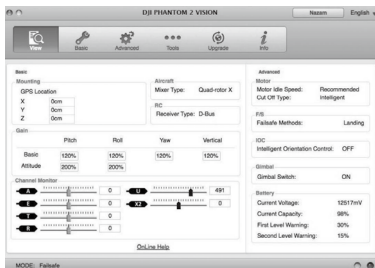 DJI PHANTOM 2 VISION
Nazem
English
View
Basic
Advanced
Tools
Upgrade
Info
Basic
Mounting
GPS Location
X 0cm
Y 0cm
Z 0cm
Aircraft
Mixer Type: Quad-rotor X
RC
Receiver Type: D-Bus
Gain
Pitch Roll Yaw Vertical
Basic 120% 120% 120% 120%
Attitude 200% 200%
Channel Monitor
A 0 U 491
E 0 X2 0
T 0
R 0
OnLine Help
Advanced
Motor
Motor Idle Speed: Recommended
Cut Off Type: Intelligent
F/S
Failsafe Methods: Landing
IOC
Intelligent Orientation Control: OFF
Gimbal
Gimbal Switch: ON
Battery
Current Voltage: 12517mV
Current Capacity: 98%
First Level Warning: 30%
Second Level Warning: 15%
MODE: Failsafe